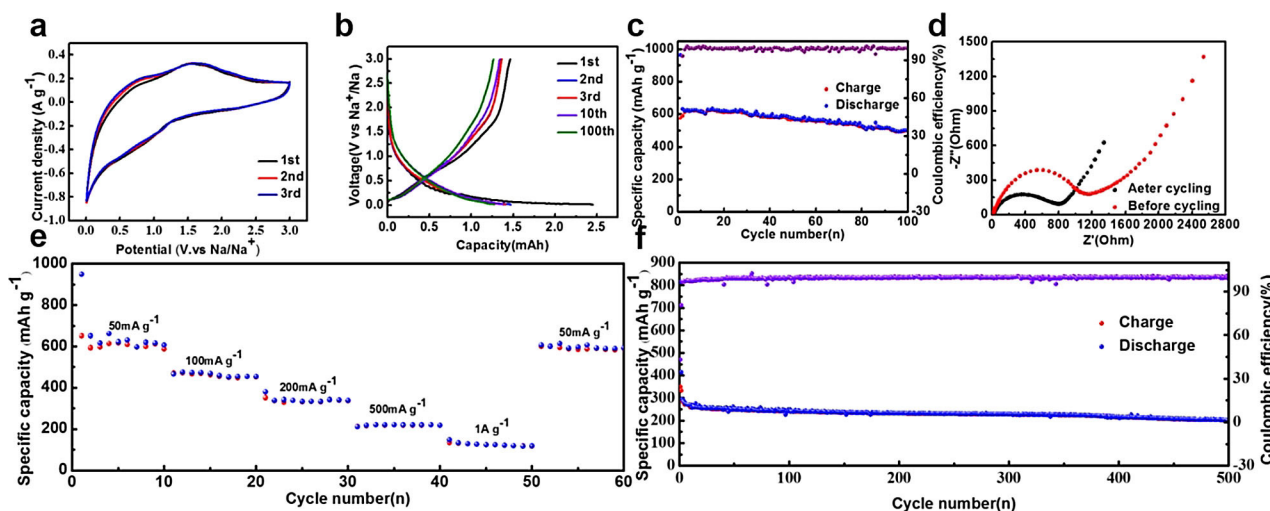 a
Current density (A g-1)
0.4
0.2
0.0
-0.2
-0.4
-0.6
-0.8
-1.0
1st
2nd
3rd
0.0 0.5 1.0 1.5 2.0 2.5 3.0
Potential (V.vs Na/Na+)
b
Voltage(V vs Na+/Na)
3.0
2.5
2.0
1.5
1.0
0.5
0.0
1st
2nd
3rd
10th
100th
0.0 0.5 1.0 1.5 2.0 2.5
Capacity(mAh)
c
Specific capacity (mAh g-1)
1000
800
600
400
200
0
Charge
Discharge
90
60
30
0
-30
Coulombic efficiency(%)
0 20 40 60 80 100
Cycle number(n)
d
-Z''(Ohm)
1500
1200
900
600
300
0
Aeter cycling
Before cycling
0 400 800 1200 1600 2000 2400 2800
Z'(Ohm)
e
Specific capacity (mAh g-1)
1000
800
600
400
200
0
50mA g-1
100mA g-1
200mA g-1
500mA g-1
1A g-1
50mA g-1
0 10 20 30 40 50 60
Cycle number(n)
f
Specific capacity (mAh g-1)
900
800
700
600
500
400
300
200
100
0
Charge
Discharge
90
60
30
0
-30
Coulombic efficiency(%)
0 100 200 300 400 500
Cycle number(n)